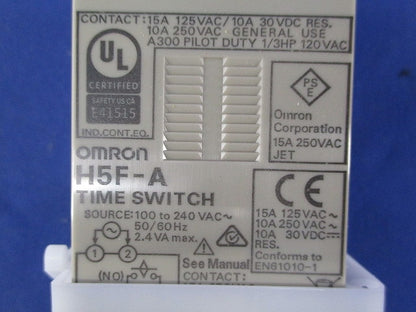 CONTACT:15A 125VAC/10A 30VDC RES.
10A 250VAC GENERAL USE
A300 PILOT DUTY 1/3HP 120VAC
UL
CERTIFIED
SAFETY US CA
E41515
IND.CONT.EQ.
PS
E
Omron
Corporation
15A 250VAC
JET
OMRON
H5F-A
TIME SWITCH
SOURCE:100 to 240 VAC~
50/60Hz
2.4 VA max.
1
2
(NO)
See Manual
CONTACT:
CE
15A 125VAC~
10A 250VAC~
10A 30VDC⎓
RES.
Conforms to
EN61010-1